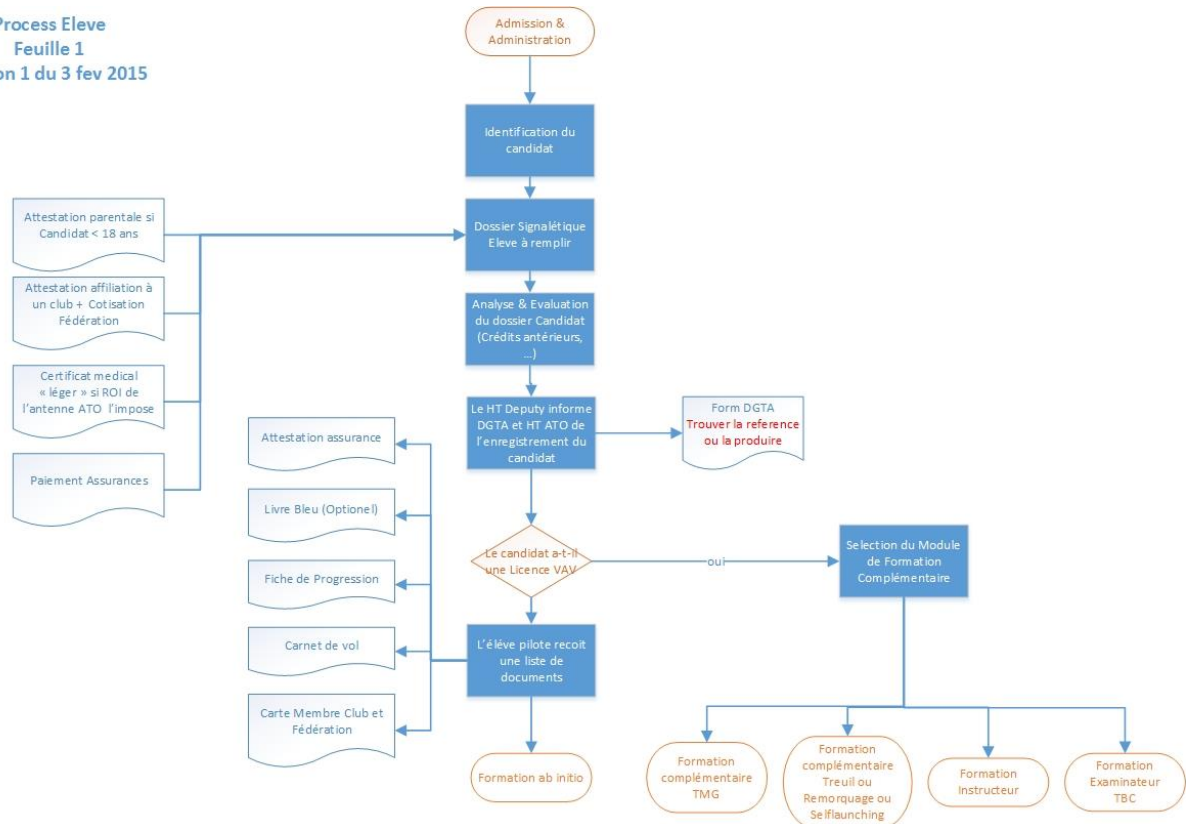 Process Eleve
Feuille 1
on 1 du 3 fev 2015
Admission &
Administration
Identification du
candidat
Attestation parentale si
Candidat < 18 ans
Dossier Signalétique
Eleve à remplir
Attestation affiliation à
un club + Cotisation
Fédération
Analyse & Evaluation
du dossier Candidat
(Crédits antérieurs,
...)
Certificat medical
« léger » si ROI de
l'antenne ATO l'impose
Le HT Deputy informe
DGTA et HT ATO de
l'enregistrement du
candidat
Form DGTA
Trouver la reference
ou la produire
Paiement Assurances
Attestation assurance
Livre Bleu (Optionel)
Le candidat a-t-il
une Licence VAV
oui
Selection du Module
de Formation
Complémentaire
Fiche de Progression
Carnet de vol
L'éléve pilote recoit
une liste de
documents
Carte Membre Club et
Fédération
Formation ab initio
Formation
complémentaire
TMG
Formation
complémentaire
Treuil ou
Remorquage ou
Selflaunching
Formation
Instructeur
Formation
Examinateur
TBC